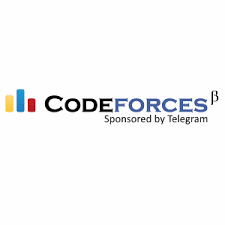 CODEFORCES β
Sponsored by Telegram